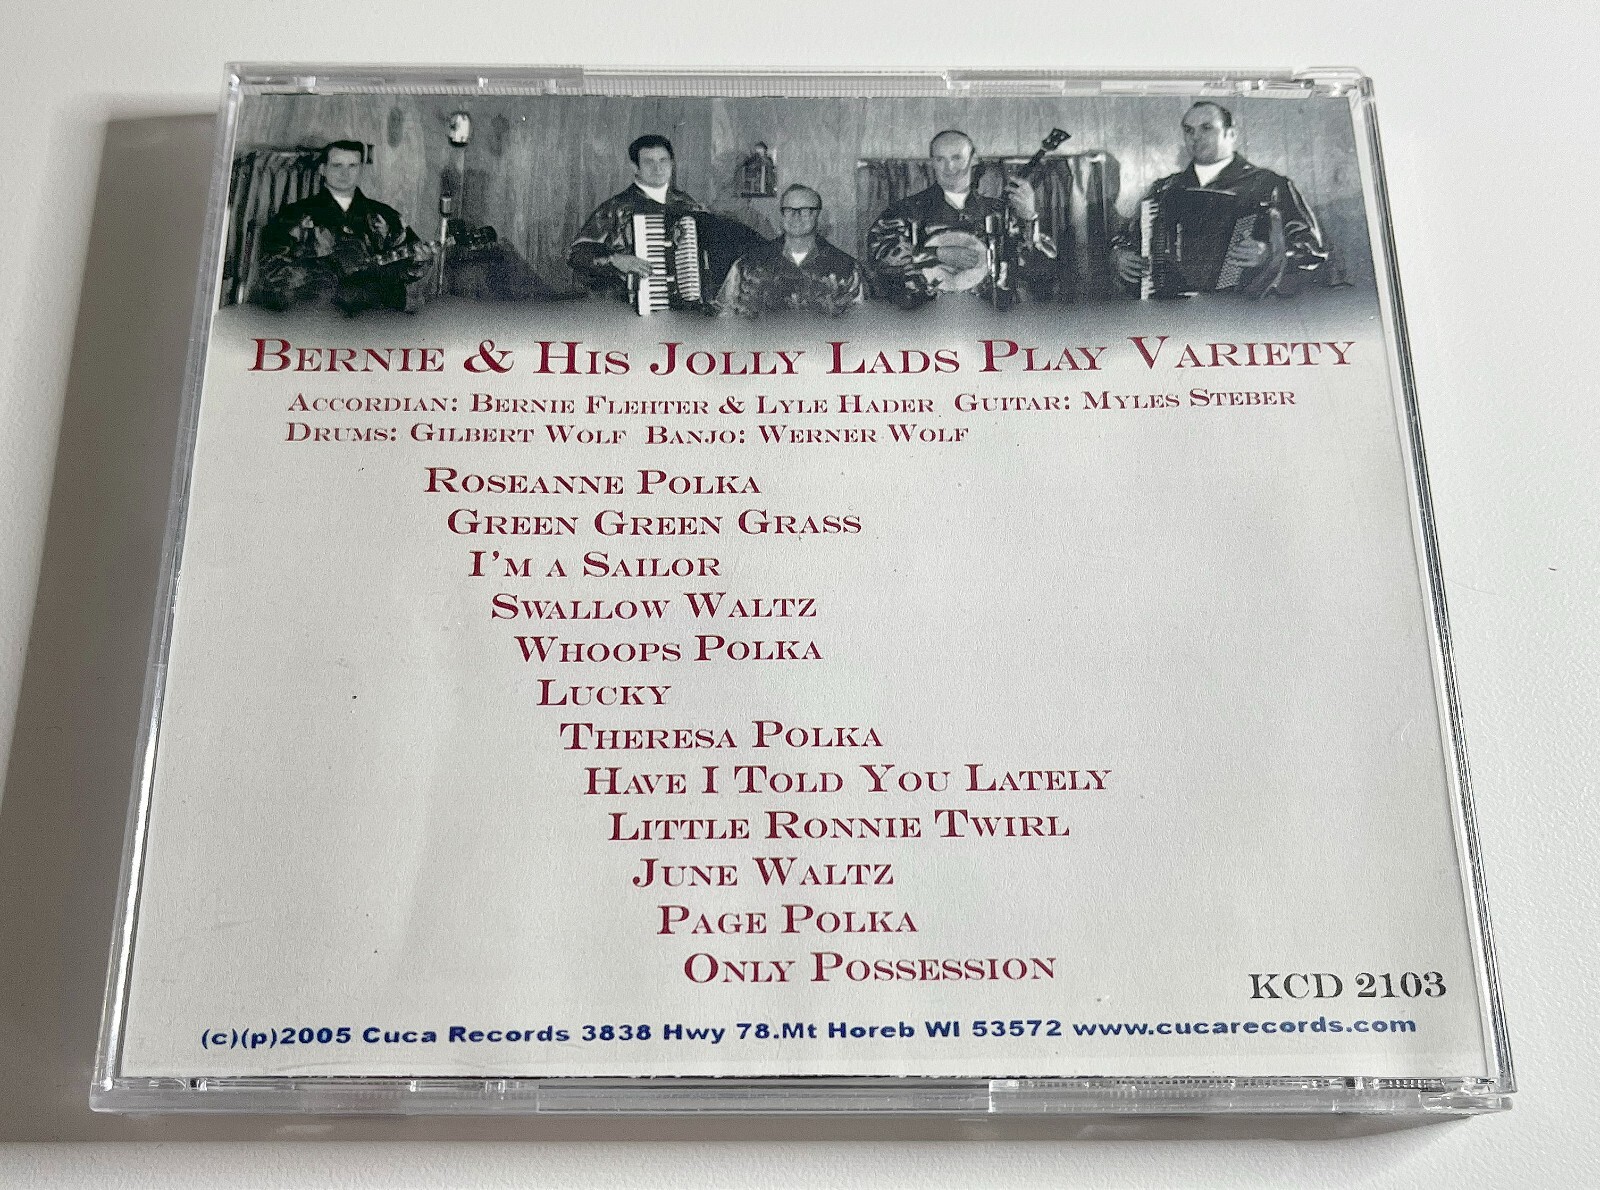 Bernie & His Jolly Lads Play Variety
Accordian: Bernie Flehter & Lyle Hader Guitar: Myles Steber
Drums: Gilbert Wolf Banjo: Werner Wolf
Roseanne Polka
Green Green Grass
I'm a Sailor
Swallow Waltz
Whoops Polka
Lucky
Theresa Polka
Have I Told You Lately
Little Ronnie Twirl
June Waltz
Page Polka
Only Possession
KCD 2103
(c)(p)2005 Cuca Records 3838 Hwy 78.Mt Horeb WI 53572 www.cucarecords.com